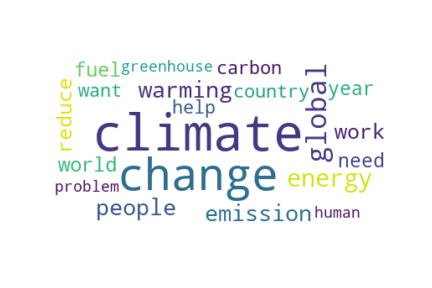 fuel greenhouse carbon
want warming country year
reduce help global
climate work
world change need
problem energy
people emission human